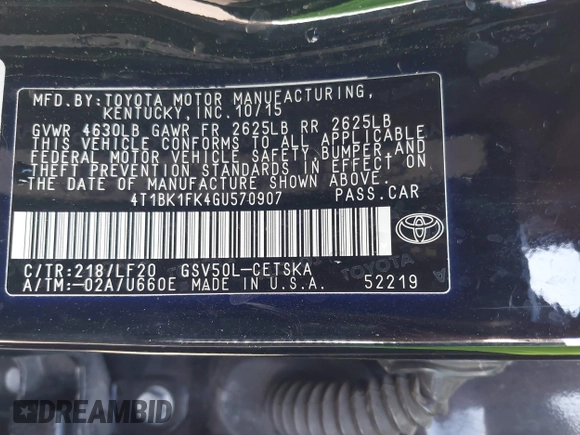 MFD.BY:TOYOTA MOTOR MANUFACTURING,
KENTUCKY, INC. 10/15
GVWR 4630LB GAWR FR 2625LB RR 2625LB
THIS VEHICLE CONFORMS TO ALL APPLICABLE
FEDERAL MOTOR VEHICLE SAFETY,BUMPER, AND
THEFT PREVENTION STANDARDS IN EFFECT ON
THE DATE OF MANUFACTURE SHOWN ABOVE.
4T1BK1FK4GU570907 PASS.CAR
C/TR:218/LF20 GSV50L-CETSKA
A/TM:-02A/U660E MADE IN U.S.A. 52219
TOYOTA
DREAMBID